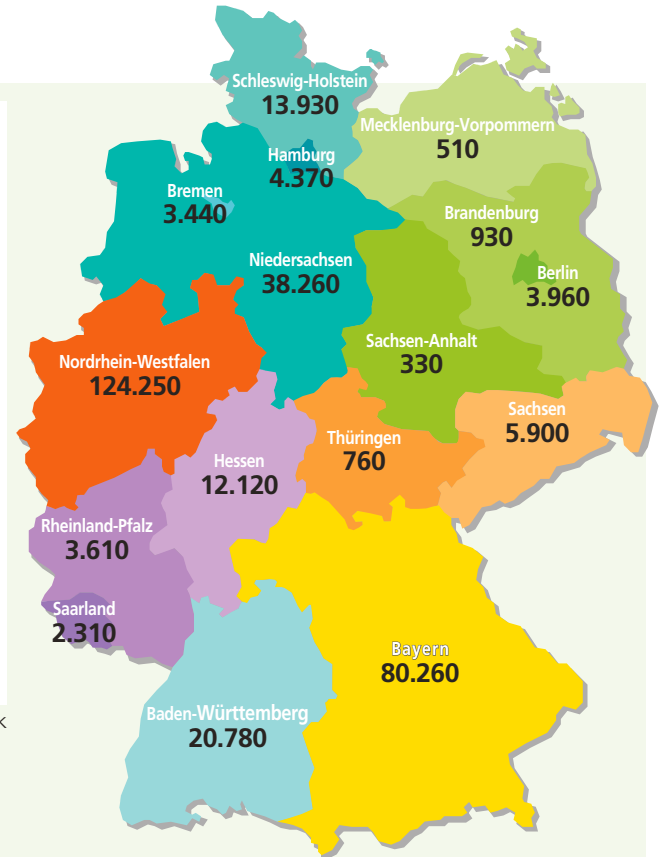 Schleswig-Holstein
13.930
Mecklenburg-Vorpommern
510
Hamburg
4.370
Bremen
3.440
Brandenburg
930
Niedersachsen
38.260
Berlin
3.960
Sachsen-Anhalt
330
Nordrhein-Westfalen
124.250
Sachsen
5.900
Thüringen
760
Hessen
12.120
Rheinland-Pfalz
3.610
Saarland
2.310
Bayern
80.260
Baden-Württemberg
20.780